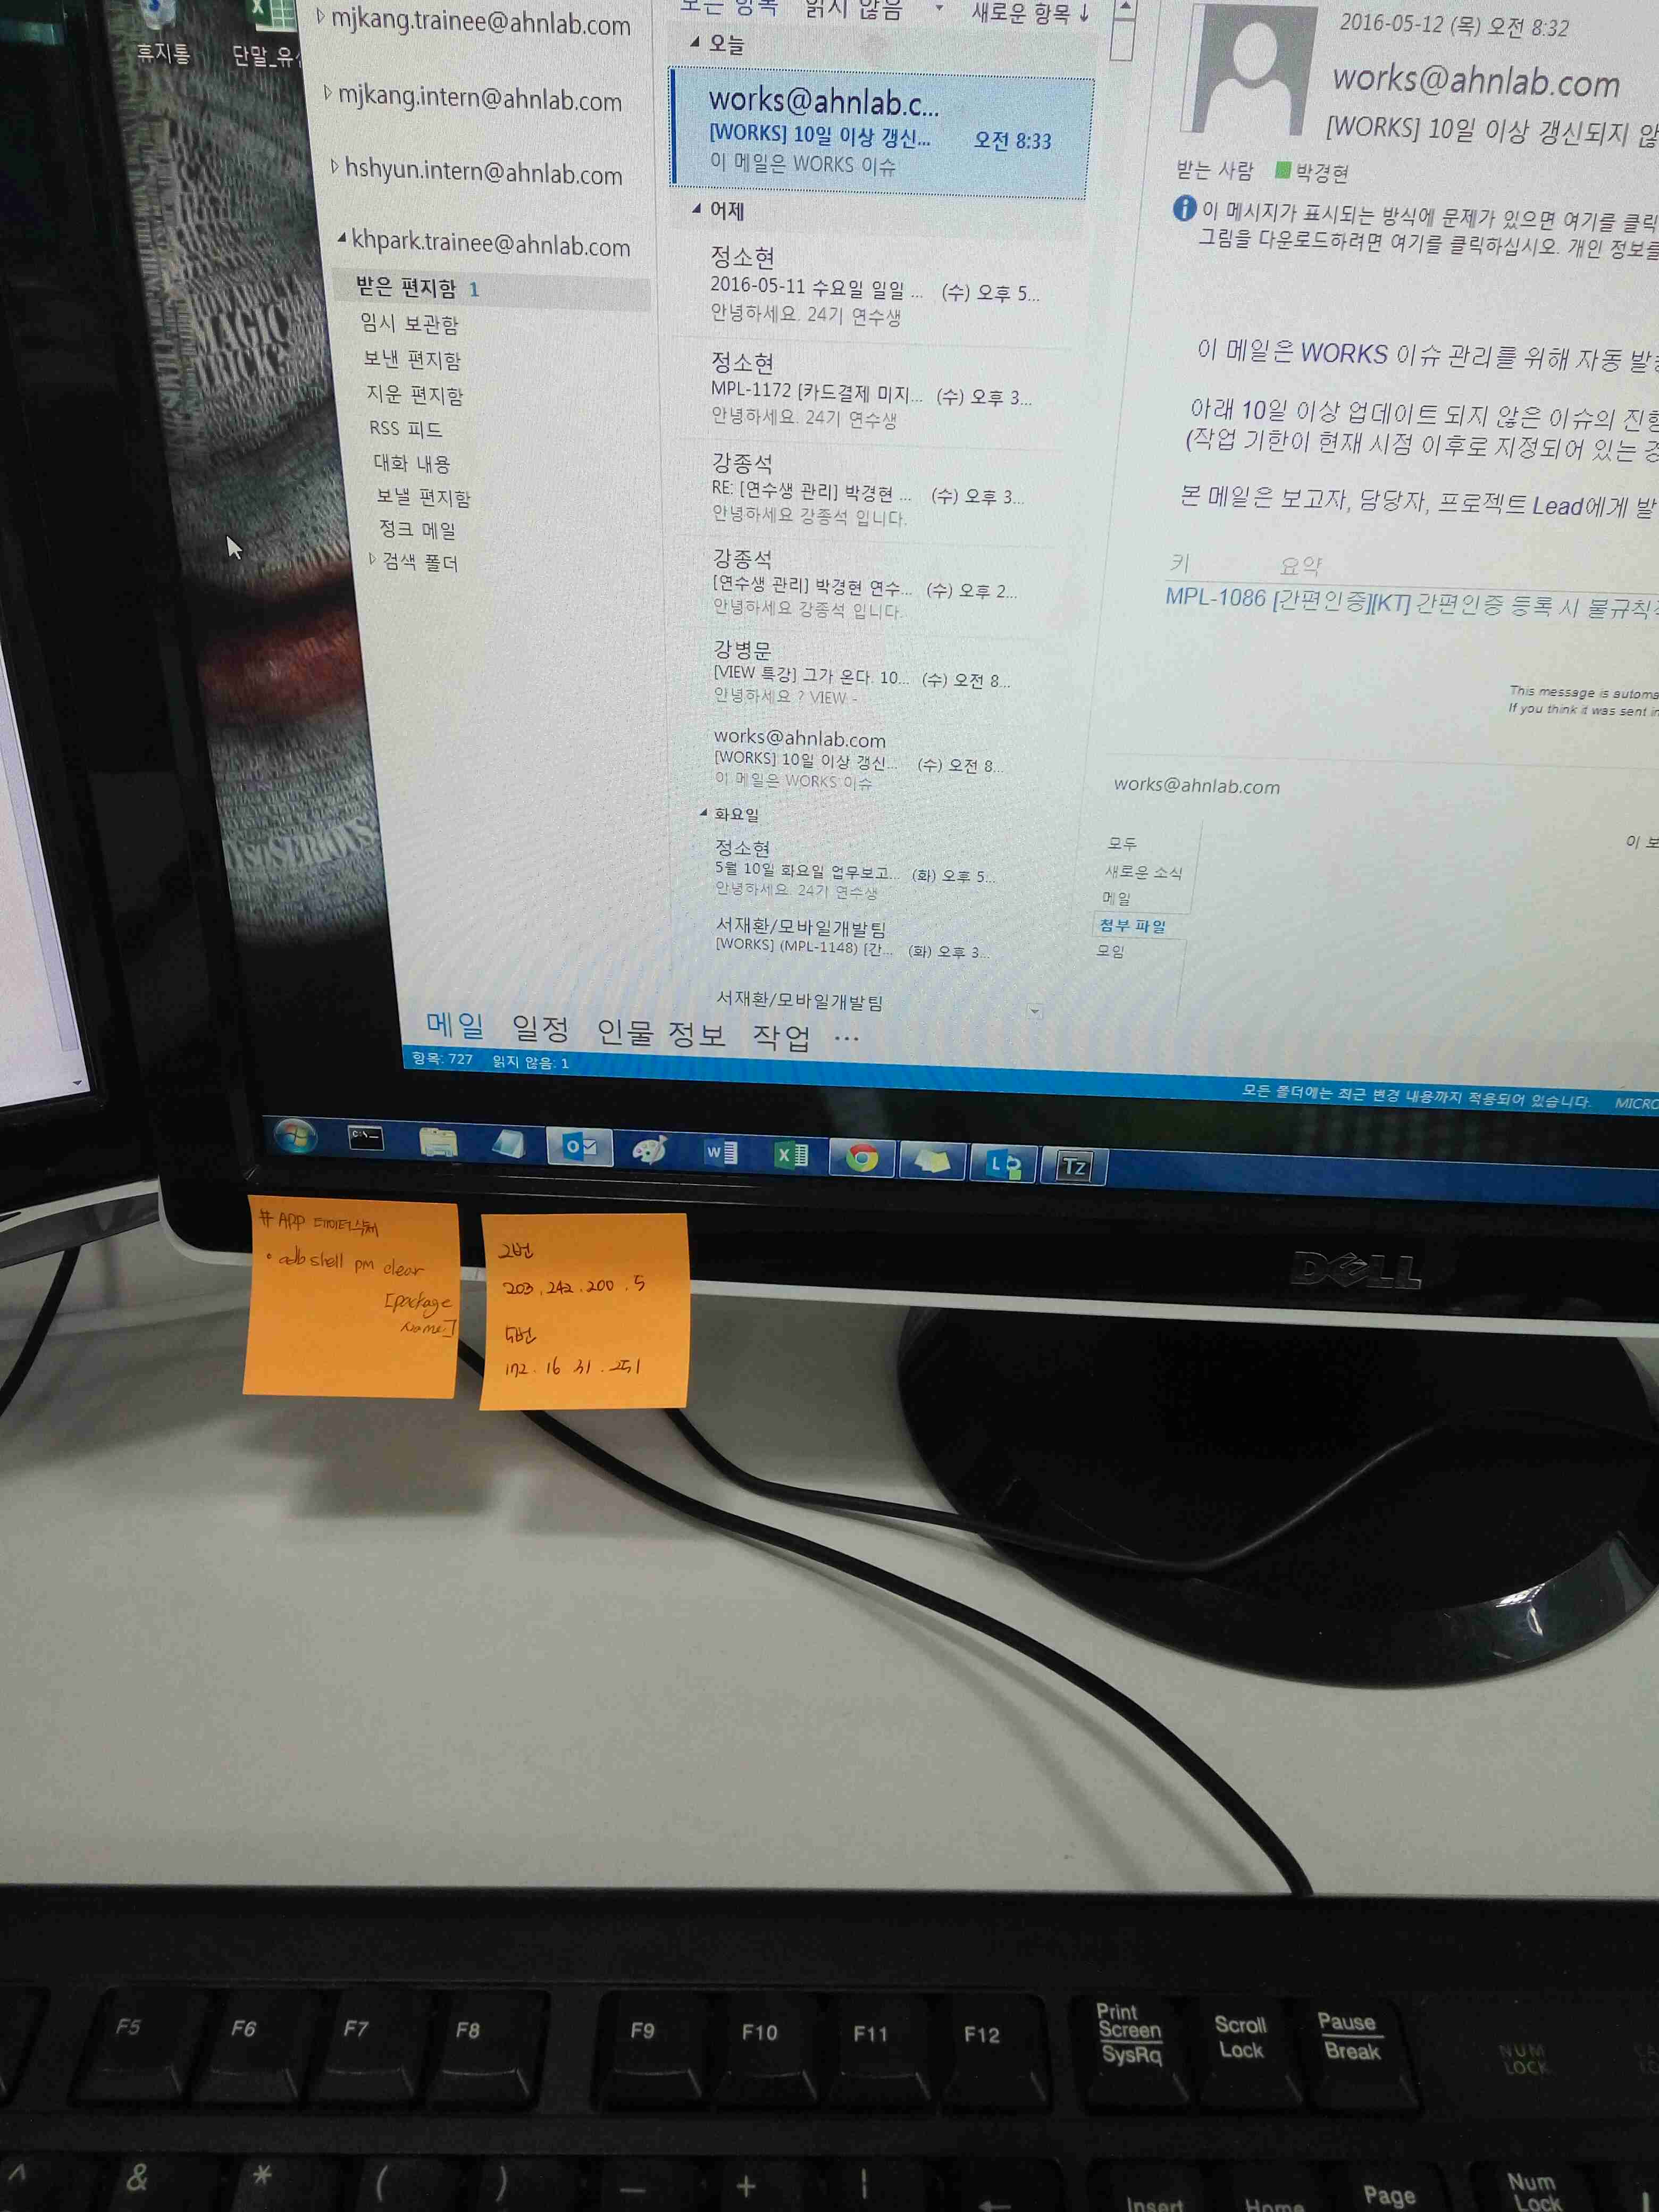 휴지통
단말_유
MAGIC
TRICK?
mjkang.trainee@ahnlab.com
mjkang.intern@ahnlab.com
hshyun.intern@ahnlab.com
khpark.trainee@ahnlab.com
받은 편지함 1
임시 보관함
보낸 편지함
지운 편지함
RSS 피드
대화 내용
보낼 편지함
정크 메일
검색 폴더
모든 항목 읽지 않음 새로운 항목↓
오늘
works@ahnlab.c...
[WORKS] 10일 이상 갱신... 오전 8:33
이 메일은 WORKS 이슈
어제
정소현
2016-05-11 수요일 일일 ... (수) 오후 5...
안녕하세요. 24기 연수생
정소현
MPL-1172 [카드결제 미지... (수) 오후 3...
안녕하세요. 24기 연수생
강종석
RE: [연수생 관리] 박경현 ... (수) 오후 3...
안녕하세요 강종석 입니다.
강종석
[연수생 관리] 박경현 연수... (수) 오후 2...
안녕하세요 강종석 입니다.
강병문
[VIEW 특강] 그가 온다. 10... (수) 오전 8...
안녕하세요 ? VIEW -
works@ahnlab.com
[WORKS] 10일 이상 갱신... (수) 오전 8...
이 메일은 WORKS 이슈
화요일
정소현
5월 10일 화요일 업무보고... (화) 오후 5...
안녕하세요. 24기 연수생
서재환/모바일개발팀
[WORKS] (MPL-1148) [간... (화) 오후 3...
서재환/모바일개발팀
2016-05-12 (목) 오전 8:32
works@ahnlab.com
[WORKS] 10일 이상 갱신되지 않
받는 사람 박경현
이 메시지가 표시되는 방식에 문제가 있으면 여기를 클릭
그림을 다운로드하려면 여기를 클릭하십시오. 개인 정보를
이 메일은 WORKS 이슈 관리를 위해 자동 발
아래 10일 이상 업데이트 되지 않은 이슈의 진행
(작업 기한이 현재 시점 이후로 지정되어 있는 경
본 메일은 보고자, 담당자, 프로젝트 Lead에게 발
키 요약
MPL-1086 [간편인증][KT] 간편인증 등록 시 불규칙
This message is automa
If you think it was sent in
works@ahnlab.com
모두
이 보
새로운 소식
메일
첨부 파일
모임
메일 일정 인물 정보 작업 ...
항목: 727 읽지 않음: 1
모든 폴더에는 최근 변경 내용까지 적용되어 있습니다. MICRO
C:\
Tz
DELL
# APP 데이터삭제
• adb shell pm clear
[package
Name]
2번
203.242.200.5
5번
172.16 31.251
F5 F6 F7 F8 F9 F10 F11 F12
Print
Screen
SysRq
Scroll
Lock
Pause
Break
NUM
LOCK
^ & * ( ) — + |
Insert Home Page
Num
Lock